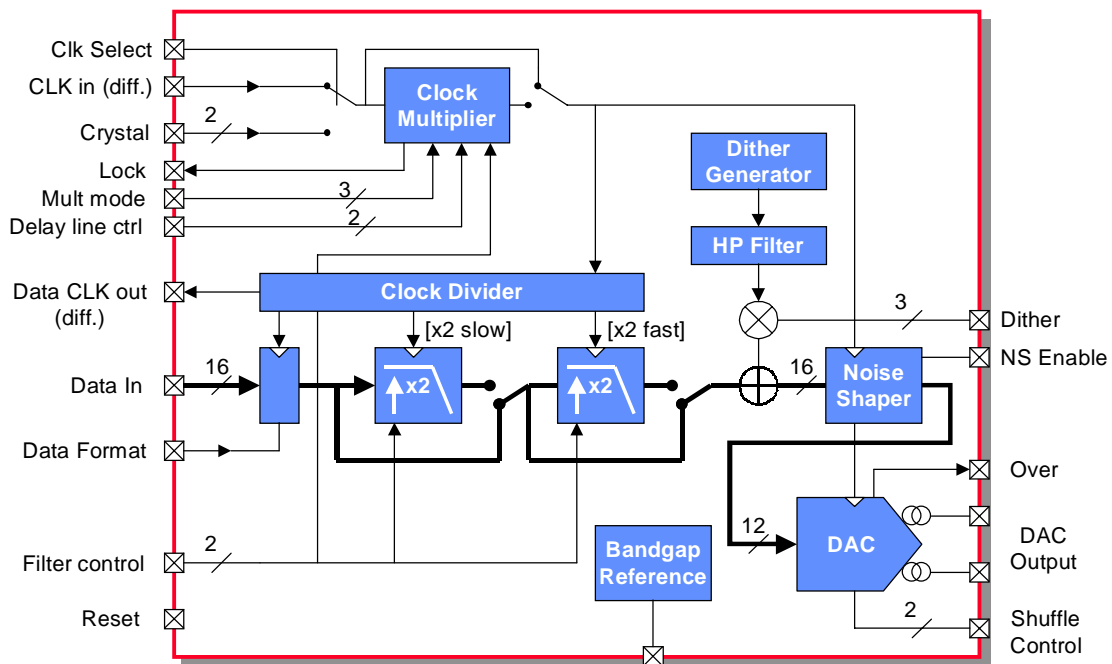 Clk Select
CLK in (diff.)
Crystal
2
Lock
Mult mode
3
Delay line ctrl
2
Clock
Multiplier
Dither
Generator
HP Filter
Data CLK out
(diff.)
Clock Divider
3
Dither
[x2 slow]
[x2 fast]
NS Enable
Data In
16
x2
x2
16
Noise
Shaper
Data Format
Over
12
DAC
DAC
Output
Filter control
2
Bandgap
Reference
Reset
2
Shuffle
Control